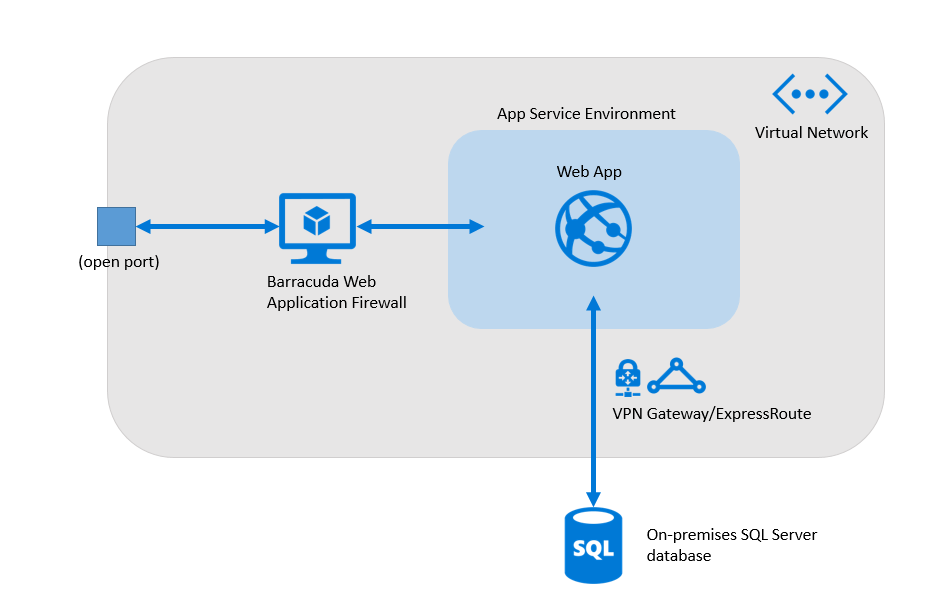 App Service Environment
Virtual Network
Web App
(open port)
Barracuda Web
Application Firewall
VPN Gateway/ExpressRoute
SQL
On-premises SQL Server
database